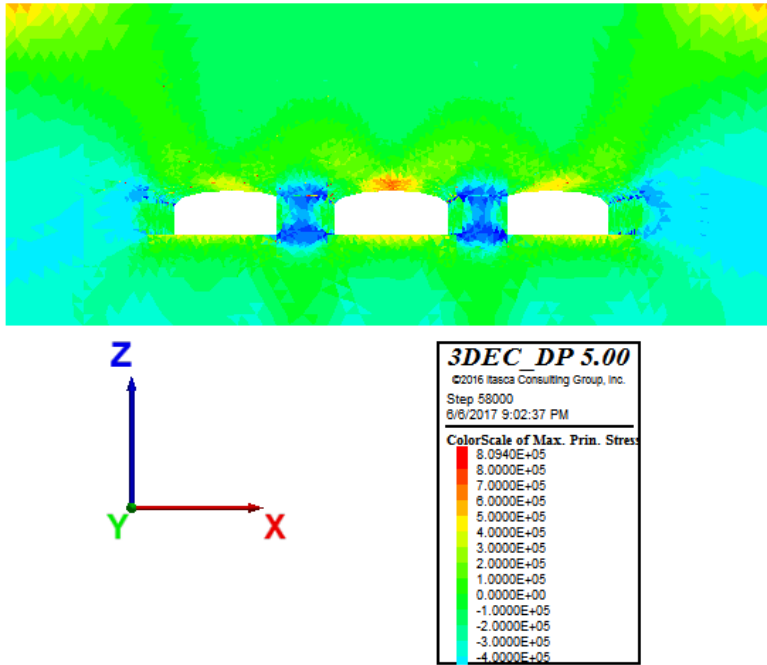 Z
Y
X
3DEC_DP 5.00
©2016 Itasca Consulting Group, Inc.
Step 58000
6/6/2017 9:02:37 PM
ColorScale of Max. Prin. Stress
8.0940E+05
8.0000E+05
7.0000E+05
6.0000E+05
5.0000E+05
4.0000E+05
3.0000E+05
2.0000E+05
1.0000E+05
0.0000E+00
-1.0000E+05
-2.0000E+05
-3.0000E+05
-4.0000E+05